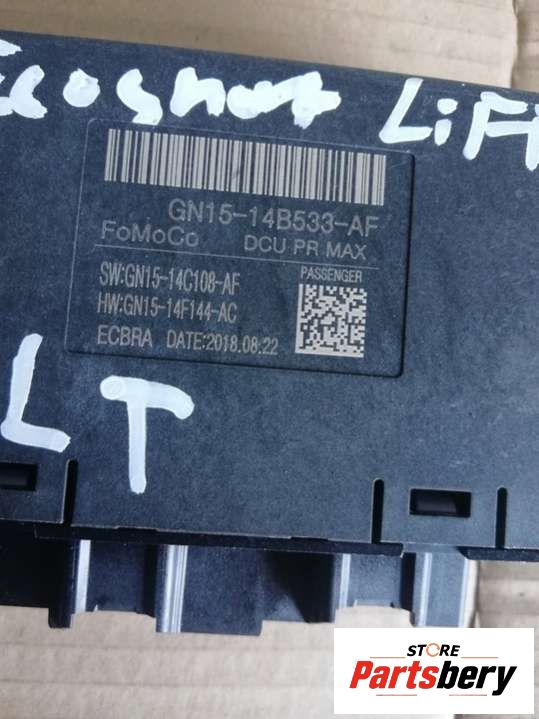 Ecosport LiFt
GN15-14B533-AF
FoMoCo DCU PR MAX
SW:GN15-14C108-AF PASSENGER
HW:GN15-14F144-AC
ECBRA DATE:2018.08.22
LT
STORE
Partsbery